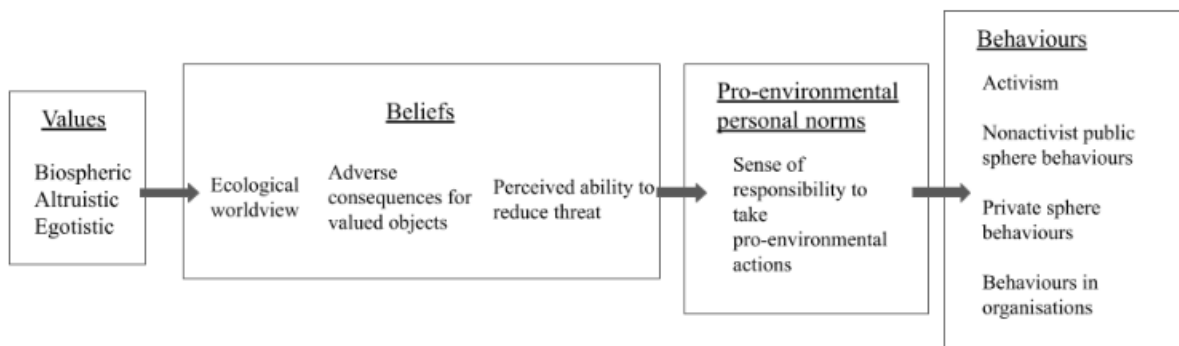 Values
Biospheric
Altruistic
Egotistic
Beliefs
Ecological
worldview
Adverse
consequences for
valued objects
Perceived ability to
reduce threat
Pro-environmental
personal norms
Sense of
responsibility to
take
pro-environmental
actions
Behaviours
Activism
Nonactivist public
sphere behaviours
Private sphere
behaviours
Behaviours in
organisations